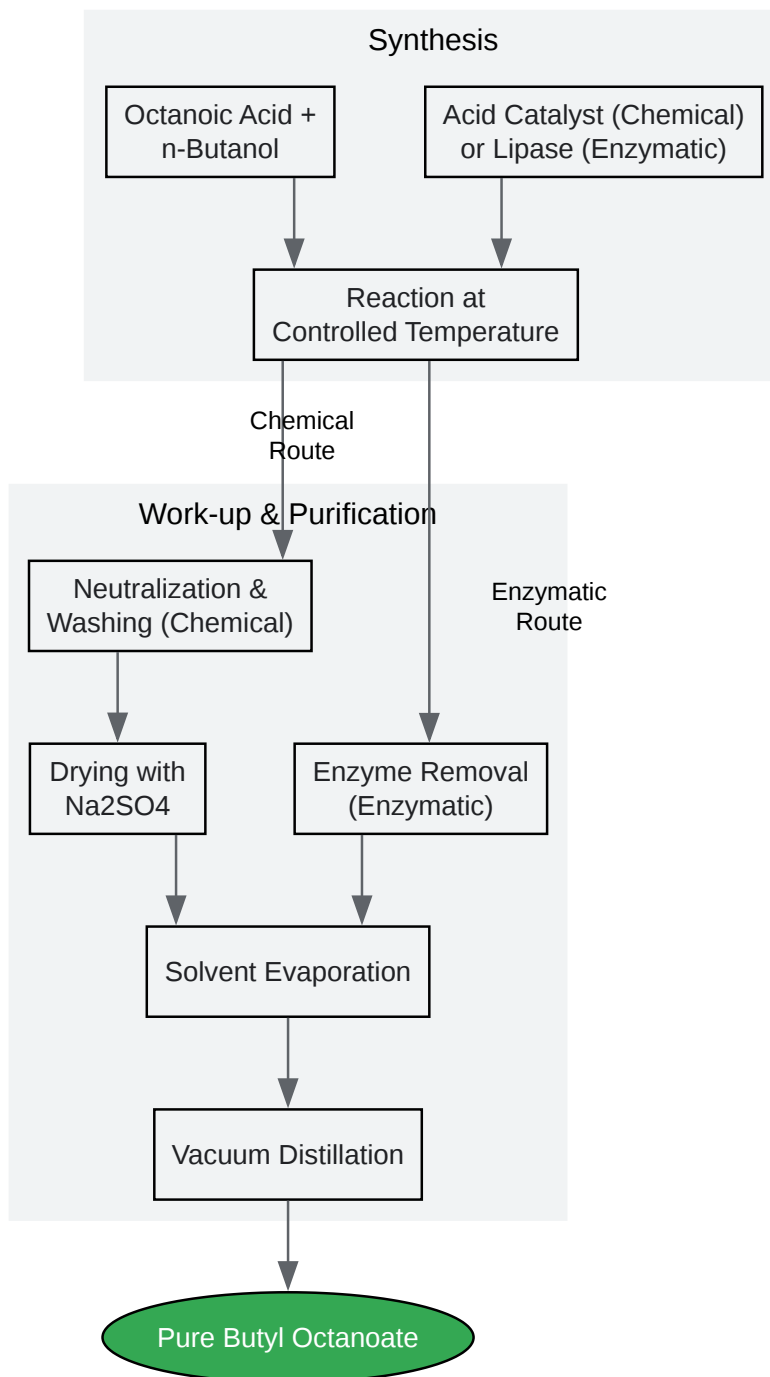 Synthesis
Octanoic Acid +
n-Butanol
Acid Catalyst (Chemical)
or Lipase (Enzymatic)
Reaction at
Controlled Temperature
Chemical
Route
Work-up & Purification
Neutralization &
Washing (Chemical)
Enzymatic
Route
Drying with
Na2SO4
Enzyme Removal
(Enzymatic)
Solvent Evaporation
Vacuum Distillation
Pure Butyl Octanoate